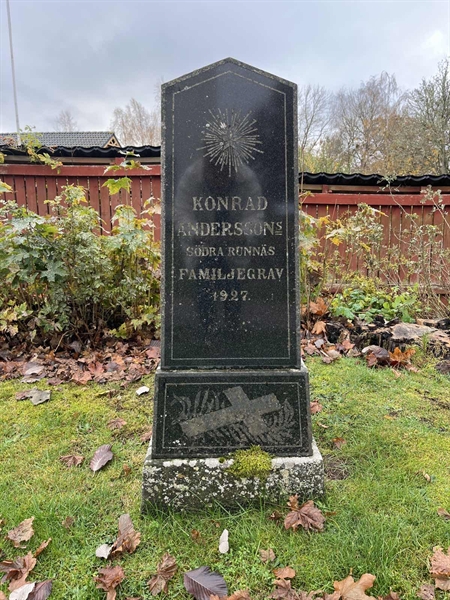 KONRAD
ANDERSSONS
SÖDRA RUNNÄS
FAMILJEGRAV
1927.